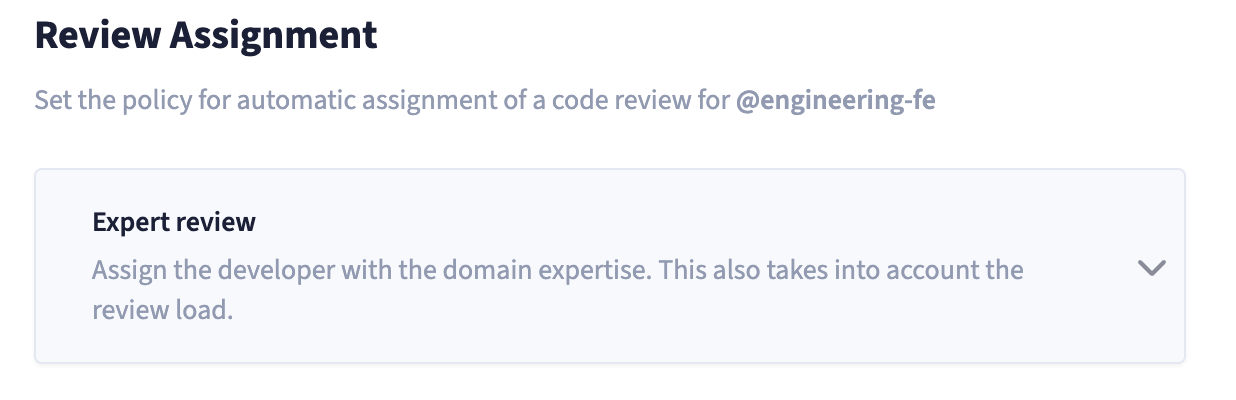 Review Assignment
Set the policy for automatic assignment of a code review for @engineering-fe
Expert review
Assign the developer with the domain expertise. This also takes into account the
review load.